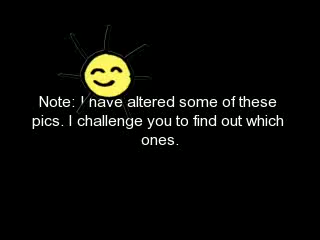 Note: I have altered some of these
pics. I challenge you to find out which
ones.